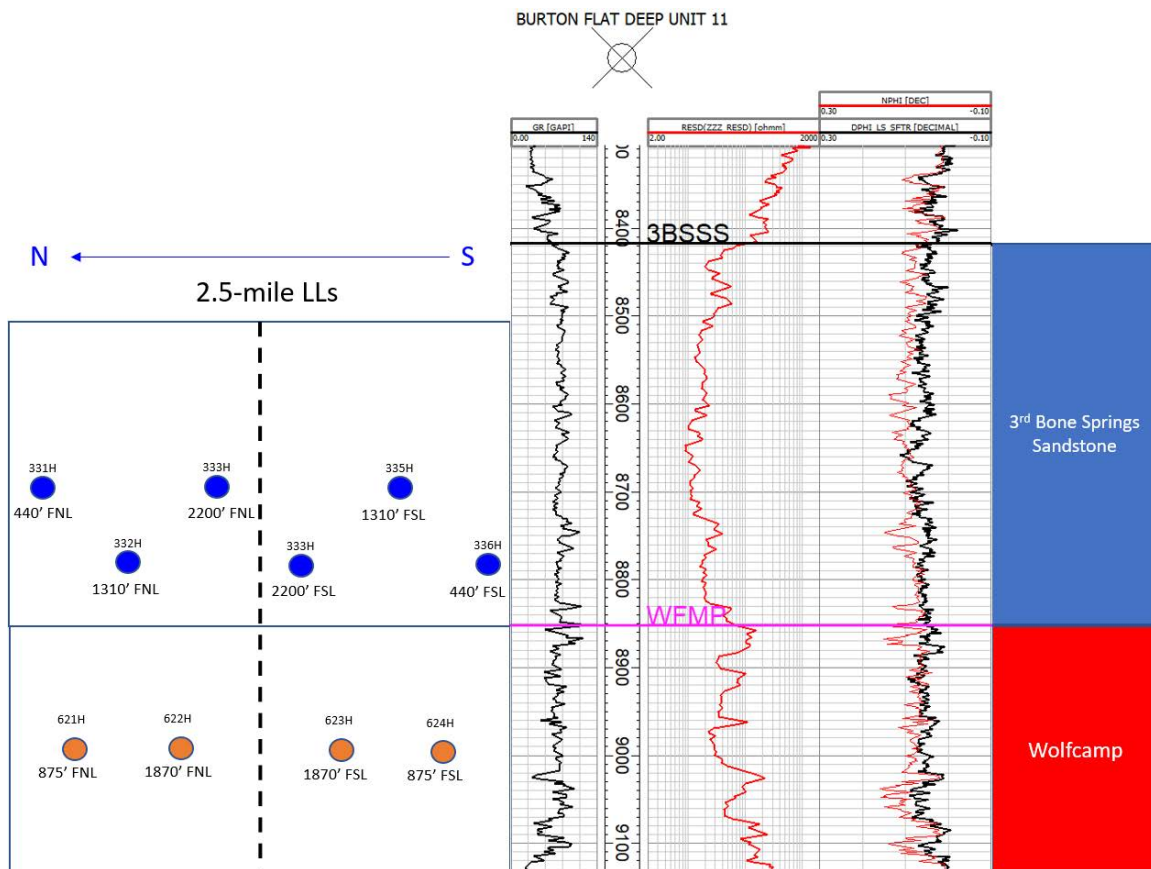 BURTON FLAT DEEP UNIT 11
NPHI [DEC]
0.30 -0.10
GR [GAPI]
0.00 140
RESD(ZZZ_RESD) [ohmm]
2.00 2000
DPHI_LS_SFTR [DECIMAL]
0.30 -0.10
00
8400
3BSSS
N S
2.5-mile LLs
8500
8600
3rd Bone Springs
Sandstone
331H 333H 335H
440' FNL 2200' FNL 1310' FSL
8700
332H 333H 336H
1310' FNL 2200' FSL 440' FSL
8800
WFMP
8900
621H 622H 623H 624H
875' FNL 1870' FNL 1870' FSL 875' FSL
9000
Wolfcamp
9100